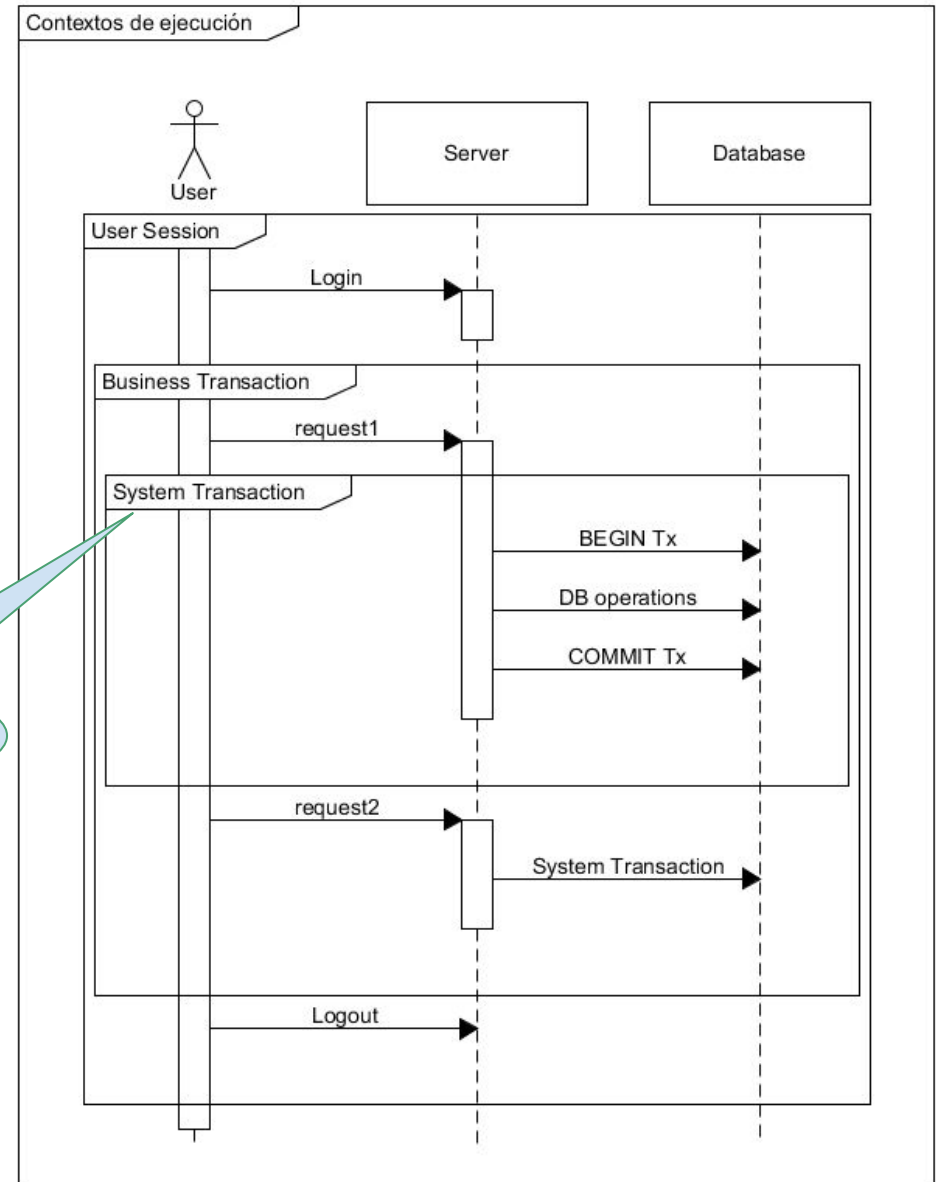 Contextos de ejecución
User
Server
Database
User Session
Login
Business Transaction
request1
System Transaction
BEGIN Tx
DB operations
COMMIT Tx
request2
System Transaction
Logout